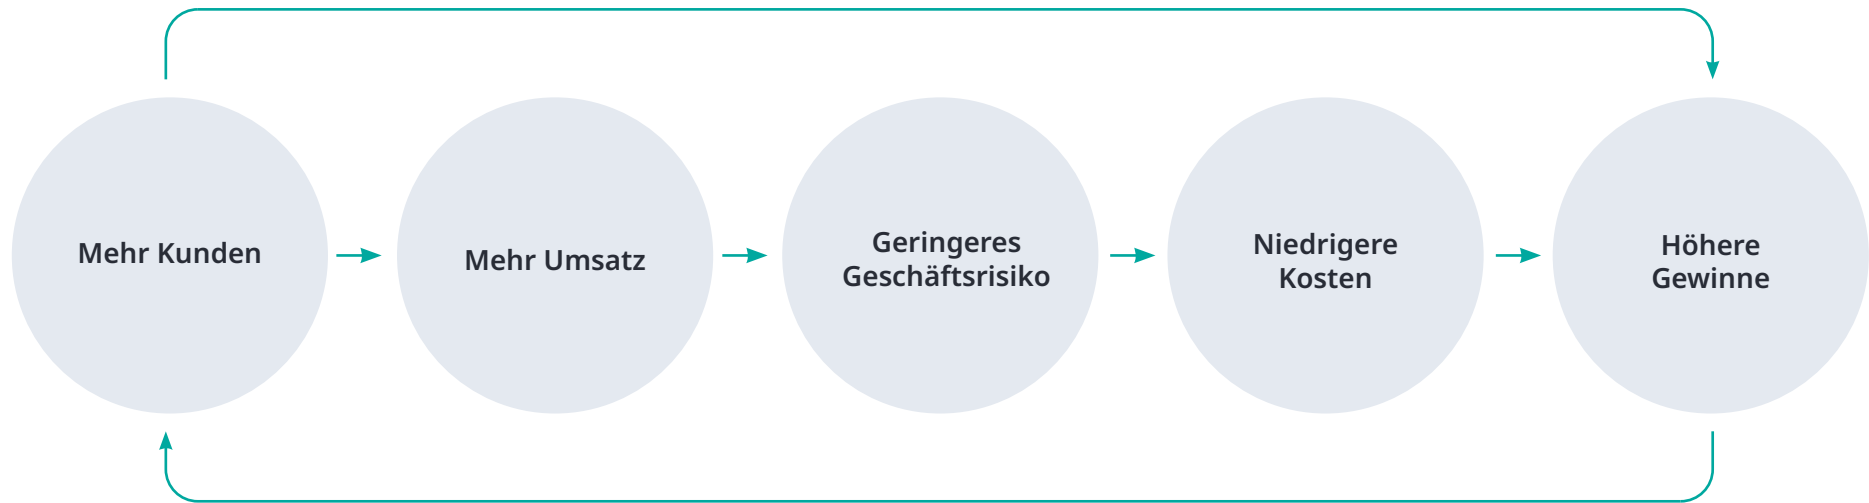 Mehr Kunden
Mehr Umsatz
Geringeres
Geschäftsrisiko
Niedrigere
Kosten
Höhere
Gewinne